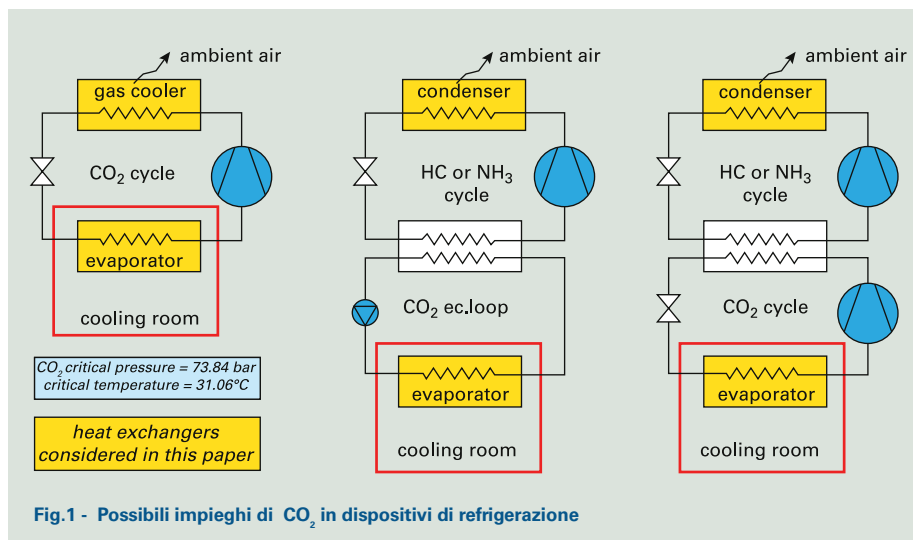 ambient air
gas cooler
CO₂ cycle
evaporator
cooling room
CO₂ critical pressure = 73.84 bar
critical temperature = 31.06°C
heat exchangers
considered in this paper
ambient air
condenser
HC or NH₃
cycle
CO₂ ec.loop
evaporator
cooling room
ambient air
condenser
HC or NH₃
cycle
CO₂ cycle
evaporator
cooling room
Fig.1 - Possibili impieghi di CO₂ in dispositivi di refrigerazione